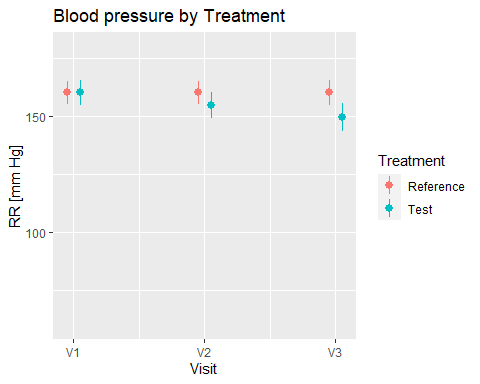 Blood pressure by Treatment
RR [mm Hg]
150
100
V1
V2
V3
Visit
Treatment
Reference
Test